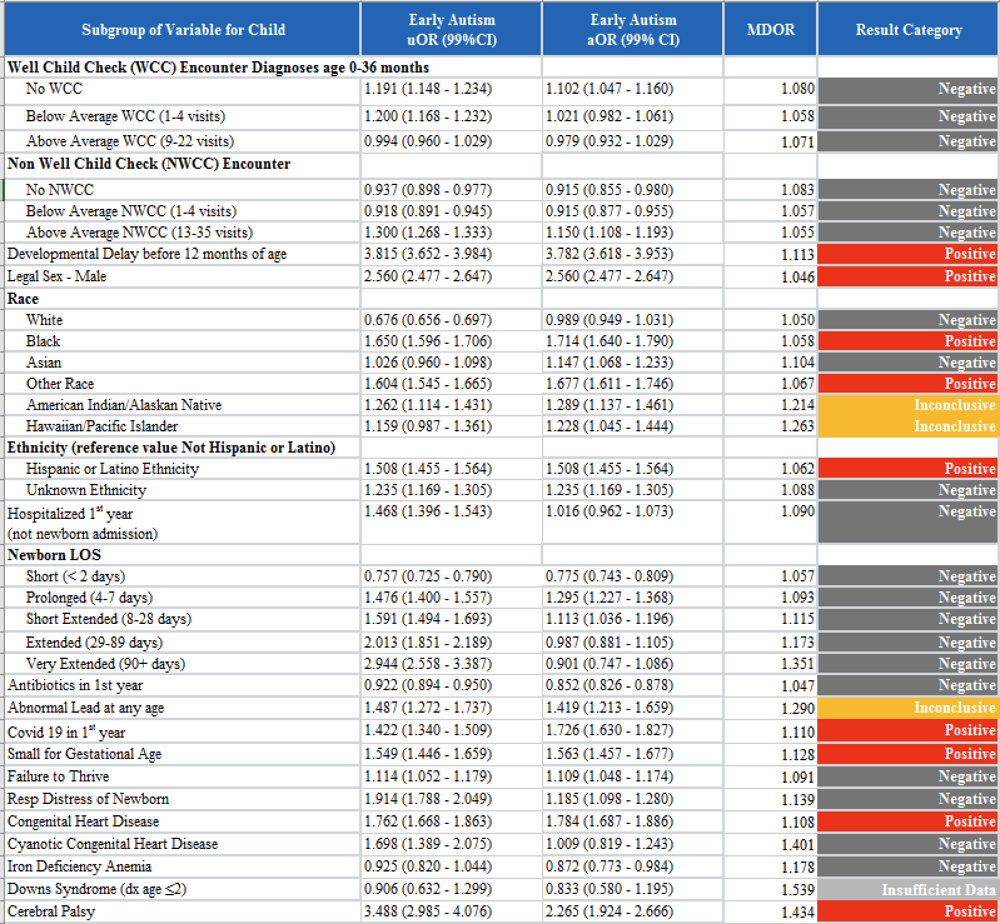 Subgroup of Variable for Child Early Autism uOR (99%CI) Early Autism aOR (99% CI) MDOR Result Category
Well Child Check (WCC) Encounter Diagnoses age 0-36 months
No WCC 1.191 (1.148 - 1.234) 1.102 (1.047 - 1.160) 1.080 Negative
Below Average WCC (1-4 visits) 1.200 (1.168 - 1.232) 1.021 (0.982 - 1.061) 1.058 Negative
Above Average WCC (9-22 visits) 0.994 (0.960 - 1.029) 0.979 (0.932 - 1.029) 1.071 Negative
Non Well Child Check (NWCC) Encounter
No NWCC 0.937 (0.898 - 0.977) 0.915 (0.855 - 0.980) 1.083 Negative
Below Average NWCC (1-4 visits) 0.918 (0.891 - 0.945) 0.915 (0.877 - 0.955) 1.057 Negative
Above Average NWCC (13-35 visits) 1.300 (1.268 - 1.333) 1.150 (1.108 - 1.193) 1.055 Negative
Developmental Delay before 12 months of age 3.815 (3.652 - 3.984) 3.782 (3.618 - 3.953) 1.113 Positive
Legal Sex - Male 2.560 (2.477 - 2.647) 2.560 (2.477 - 2.647) 1.046 Positive
Race
White 0.676 (0.656 - 0.697) 0.989 (0.949 - 1.031) 1.050 Negative
Black 1.650 (1.596 - 1.706) 1.714 (1.640 - 1.790) 1.058 Positive
Asian 1.026 (0.960 - 1.098) 1.147 (1.068 - 1.233) 1.104 Negative
Other Race 1.604 (1.545 - 1.665) 1.677 (1.611 - 1.746) 1.067 Positive
American Indian/Alaskan Native 1.262 (1.114 - 1.431) 1.289 (1.137 - 1.461) 1.214 Inconclusive
Hawaiian/Pacific Islander 1.159 (0.987 - 1.361) 1.228 (1.045 - 1.444) 1.263 Inconclusive
Ethnicity (reference value Not Hispanic or Latino)
Hispanic or Latino Ethnicity 1.508 (1.455 - 1.564) 1.508 (1.455 - 1.564) 1.062 Positive
Unknown Ethnicity 1.235 (1.169 - 1.305) 1.235 (1.169 - 1.305) 1.088 Negative
Hospitalized 1st year 1.468 (1.396 - 1.543) 1.016 (0.962 - 1.073) 1.090 Negative
(not newborn admission)
Newborn LOS
Short (< 2 days) 0.757 (0.725 - 0.790) 0.775 (0.743 - 0.809) 1.057 Negative
Prolonged (4-7 days) 1.476 (1.400 - 1.557) 1.295 (1.227 - 1.368) 1.093 Negative
Short Extended (8-28 days) 1.591 (1.494 - 1.693) 1.113 (1.036 - 1.196) 1.115 Negative
Extended (29-89 days) 2.013 (1.851 - 2.189) 0.987 (0.881 - 1.105) 1.173 Negative
Very Extended (90+ days) 2.944 (2.558 - 3.387) 0.901 (0.747 - 1.086) 1.351 Negative
Antibiotics in 1st year 0.922 (0.894 - 0.950) 0.852 (0.826 - 0.878) 1.047 Negative
Abnormal Lead at any age 1.487 (1.272 - 1.737) 1.419 (1.213 - 1.659) 1.290 Inconclusive
Covid 19 in 1st year 1.422 (1.340 - 1.509) 1.726 (1.630 - 1.827) 1.110 Positive
Small for Gestational Age 1.549 (1.446 - 1.659) 1.563 (1.457 - 1.677) 1.128 Positive
Failure to Thrive 1.114 (1.052 - 1.179) 1.109 (1.048 - 1.174) 1.091 Negative
Resp Distress of Newborn 1.914 (1.788 - 2.049) 1.185 (1.098 - 1.280) 1.139 Negative
Congenital Heart Disease 1.762 (1.668 - 1.863) 1.784 (1.687 - 1.886) 1.108 Positive
Cyanotic Congenital Heart Disease 1.698 (1.389 - 2.075) 1.009 (0.819 - 1.243) 1.401 Negative
Iron Deficiency Anemia 0.925 (0.820 - 1.044) 0.872 (0.773 - 0.984) 1.178 Negative
Downs Syndrome (dx age ≤2) 0.906 (0.632 - 1.299) 0.833 (0.580 - 1.195) 1.539 Insufficient Data
Cerebral Palsy 3.488 (2.985 - 4.076) 2.265 (1.924 - 2.666) 1.434 Positive